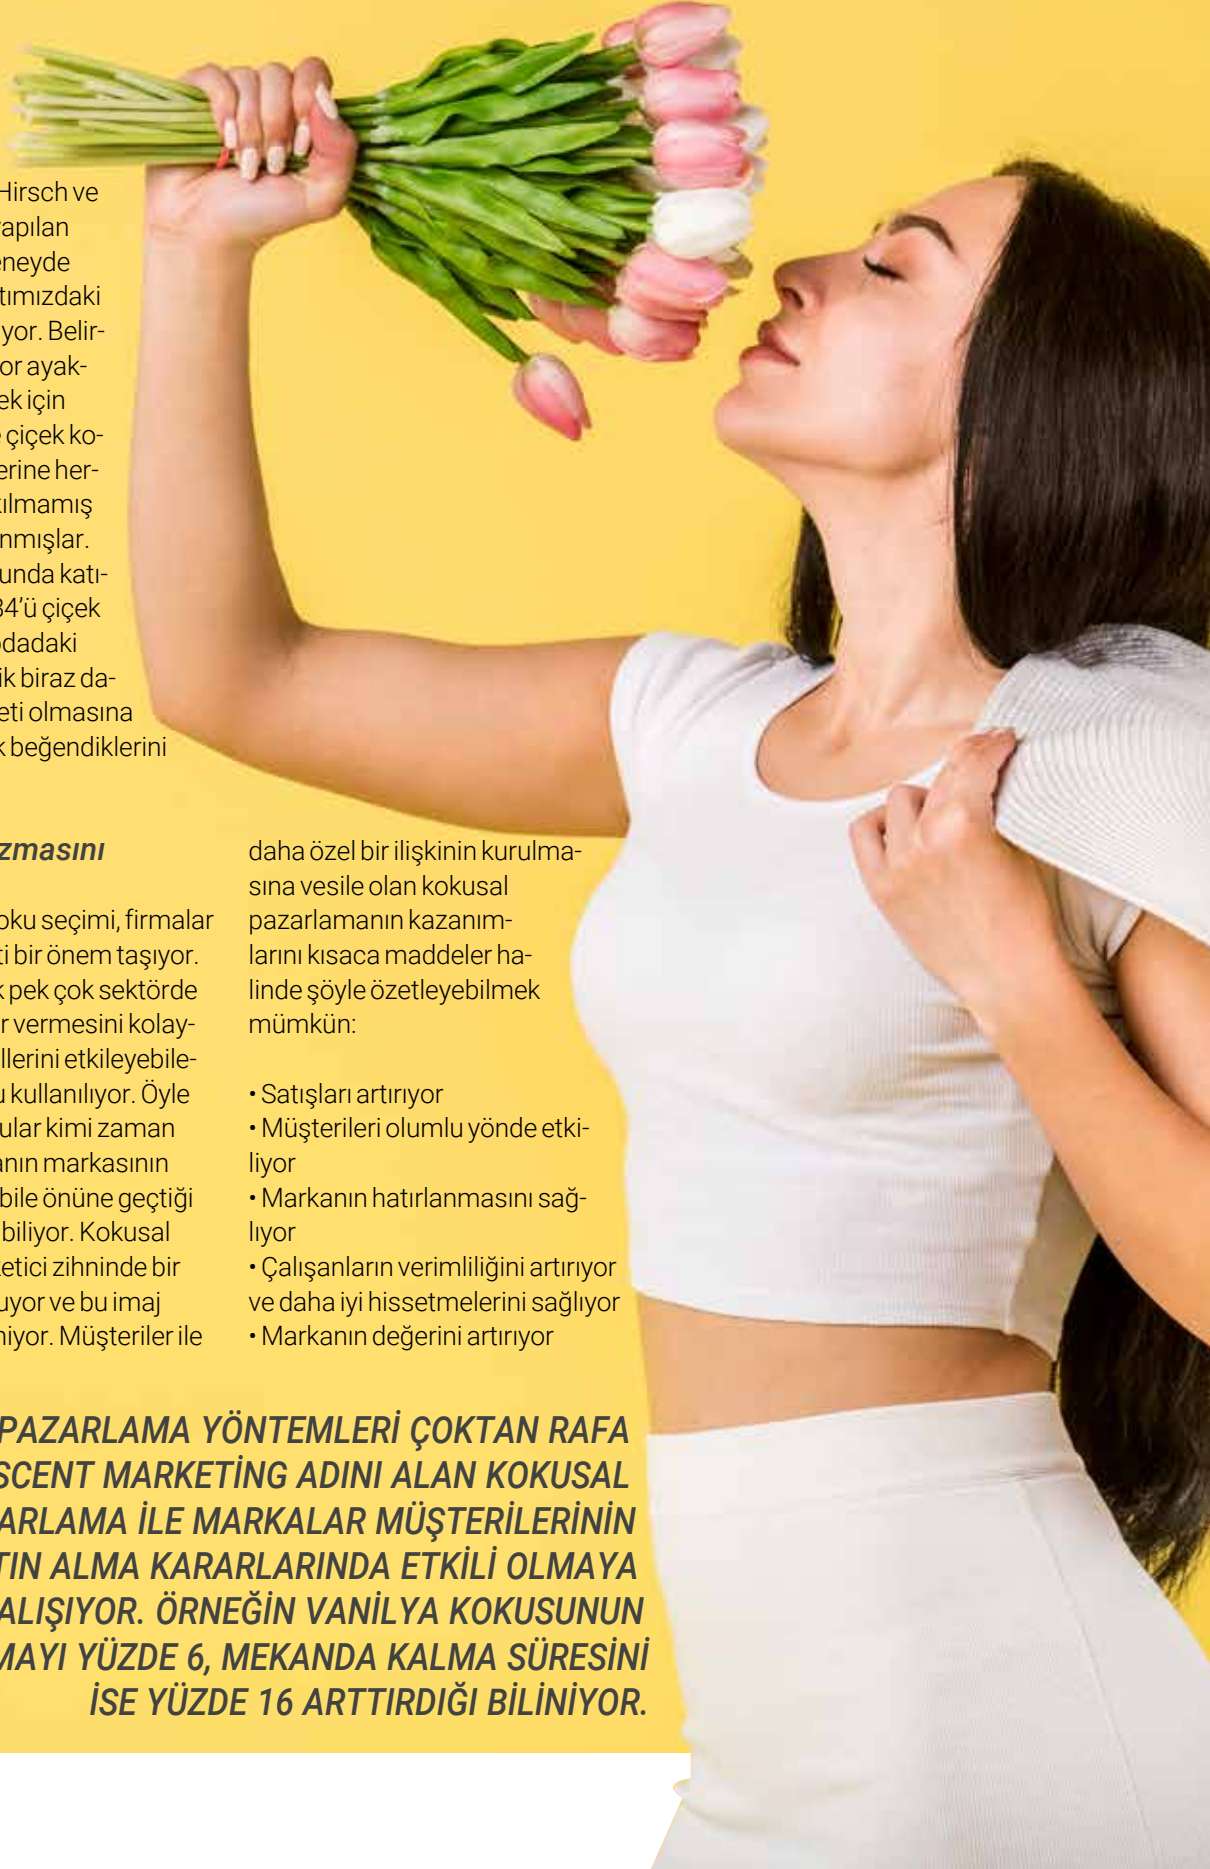 Hirsch ve
yapılan
eneyde
tımızdaki
yor. Belir-
or ayak-
ek için
e çiçek ko-
erine her-
kılmamış
nmışlar.
unda katı-
34’ü çiçek
odadaki
ik biraz da-
eti olmasına
k beğendiklerini
zmasını
oku seçimi, firmalar
ti bir önem taşıyor.
k pek çok sektörde
r vermesini kolay-
llerini etkileyebile-
u kullanılıyor. Öyle
ular kimi zaman
anın markasının
bile önüne geçtiği
biliyor. Kokusal
etici zihninde bir
uyor ve bu imaj
niyor. Müşteriler ile
daha özel bir ilişkinin kurulma-
sına vesile olan kokusal
pazarlamanın kazanım-
larını kısaca maddeler ha-
linde şöyle özetleyebilmek
mümkün:
• Satışları artırıyor
• Müşterileri olumlu yönde etki-
liyor
• Markanın hatırlanmasını sağ-
lıyor
• Çalışanların verimliliğini artırıyor
ve daha iyi hissetmelerini sağlıyor
• Markanın değerini artırıyor
PAZARLAMA YÖNTEMLERİ ÇOKTAN RAFA
SCENT MARKETİNG ADINI ALAN KOKUSAL
ARLAMA İLE MARKALAR MÜŞTERİLERİNİN
TIN ALMA KARARLARINDA ETKİLİ OLMAYA
ALIŞIYOR. ÖRNEĞİN VANİLYA KOKUSUNUN
MAYI YÜZDE 6, MEKANDA KALMA SÜRESİNİ
İSE YÜZDE 16 ARTTIRDIĞI BİLİNİYOR.